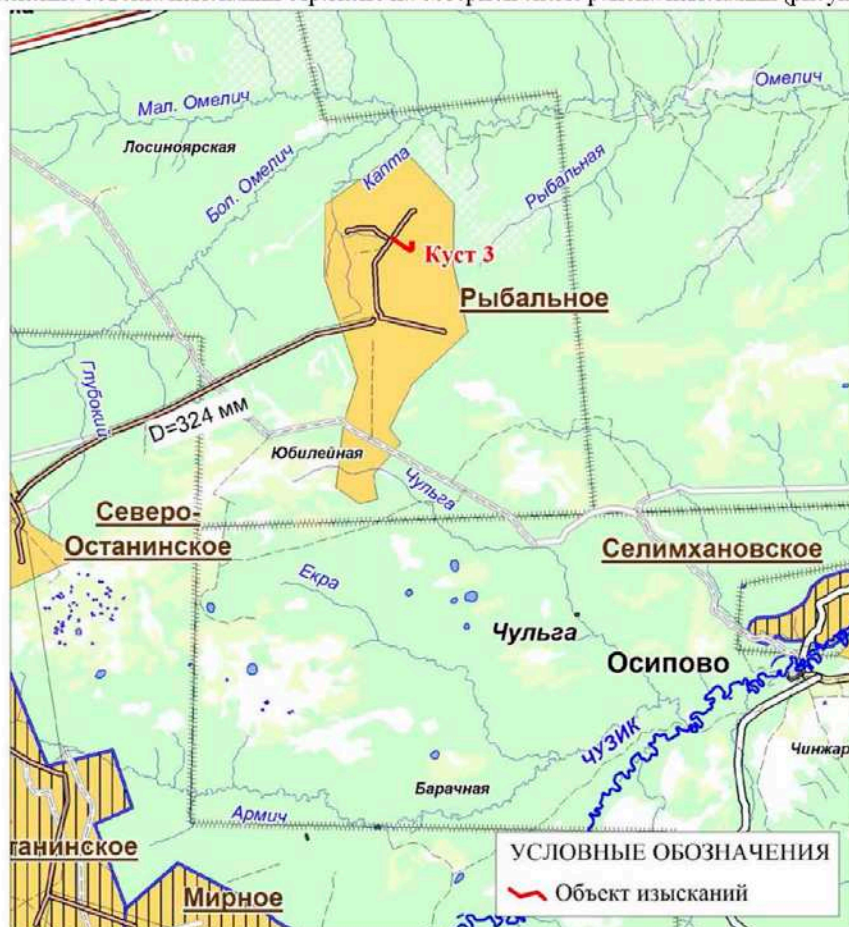 Мал. Омелич
Омелич
Лосиноярская
Бол. Омелич
Капта
Рыбальная
Куст 3
Рыбальное
Глубокий
D=324 мм
Юбилейная
Чульга
Северо-
Останинское
Селимхановское
Екра
Чульга
Осипово
ЧУЗИК
Чинжар
Барачная
Армич
танинское
Мирное
УСЛОВНЫЕ ОБОЗНАЧЕНИЯ
Объект изысканий